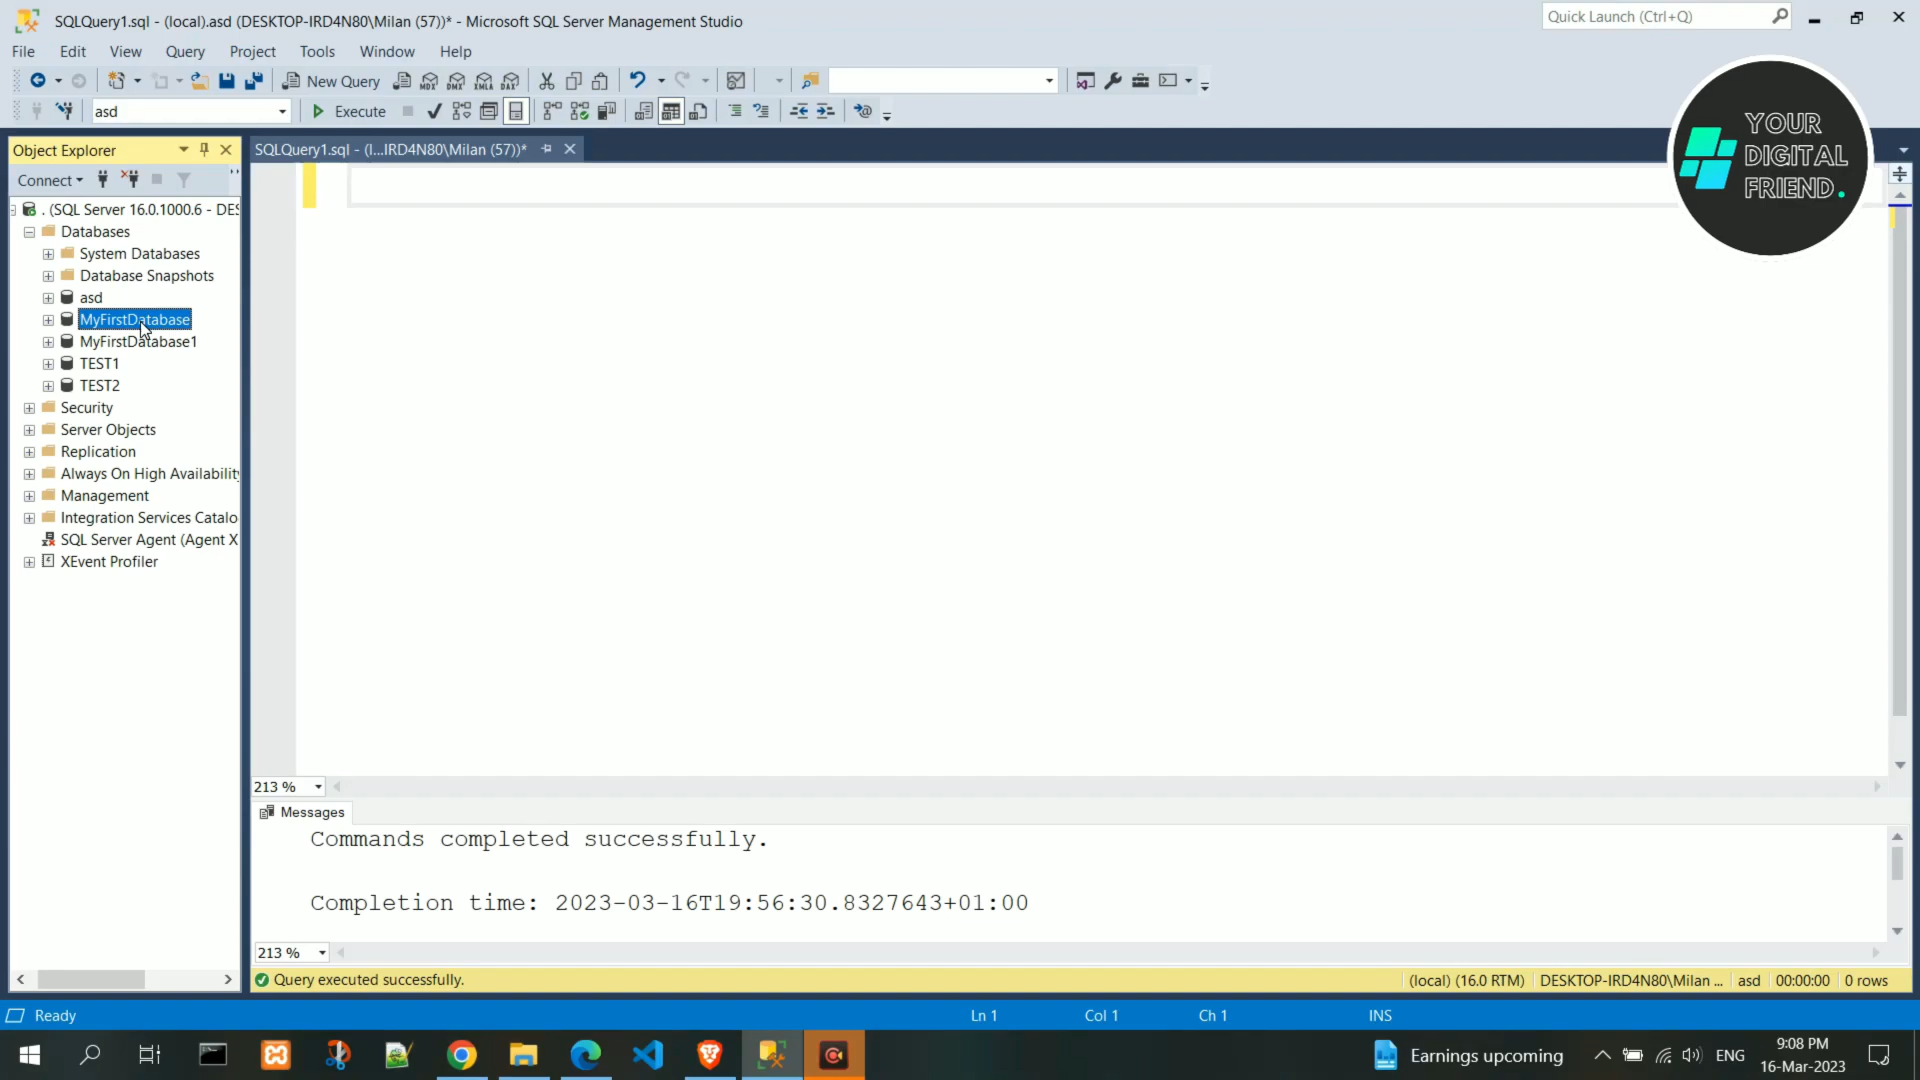 SQLQuery1.sql - (local).asd (DESKTOP-IRD4N80\Milan (57))* - Microsoft SQL Server Management Studio
Quick Launch (Ctrl+Q)
File Edit View Query Project Tools Window Help
New Query MDX DMX XMLA DAX
asd Execute
YOUR
DIGITAL
FRIEND.
Object Explorer
SQLQuery1.sql - (l...IRD4N80\Milan (57))*
Connect
. (SQL Server 16.0.1000.6 - DES
Databases
System Databases
Database Snapshots
asd
MyFirstDatabase
MyFirstDatabase1
TEST1
TEST2
Security
Server Objects
Replication
Always On High Availability
Management
Integration Services Catalo
SQL Server Agent (Agent X
XEvent Profiler
213 %
Messages
Commands completed successfully.
Completion time: 2023-03-16T19:56:30.8327643+01:00
213 %
Query executed successfully.
(local) (16.0 RTM) DESKTOP-IRD4N80\Milan ... asd 00:00:00 0 rows
Ready Ln 1 Col 1 Ch 1 INS
Earnings upcoming ENG
9:08 PM
16-Mar-2023